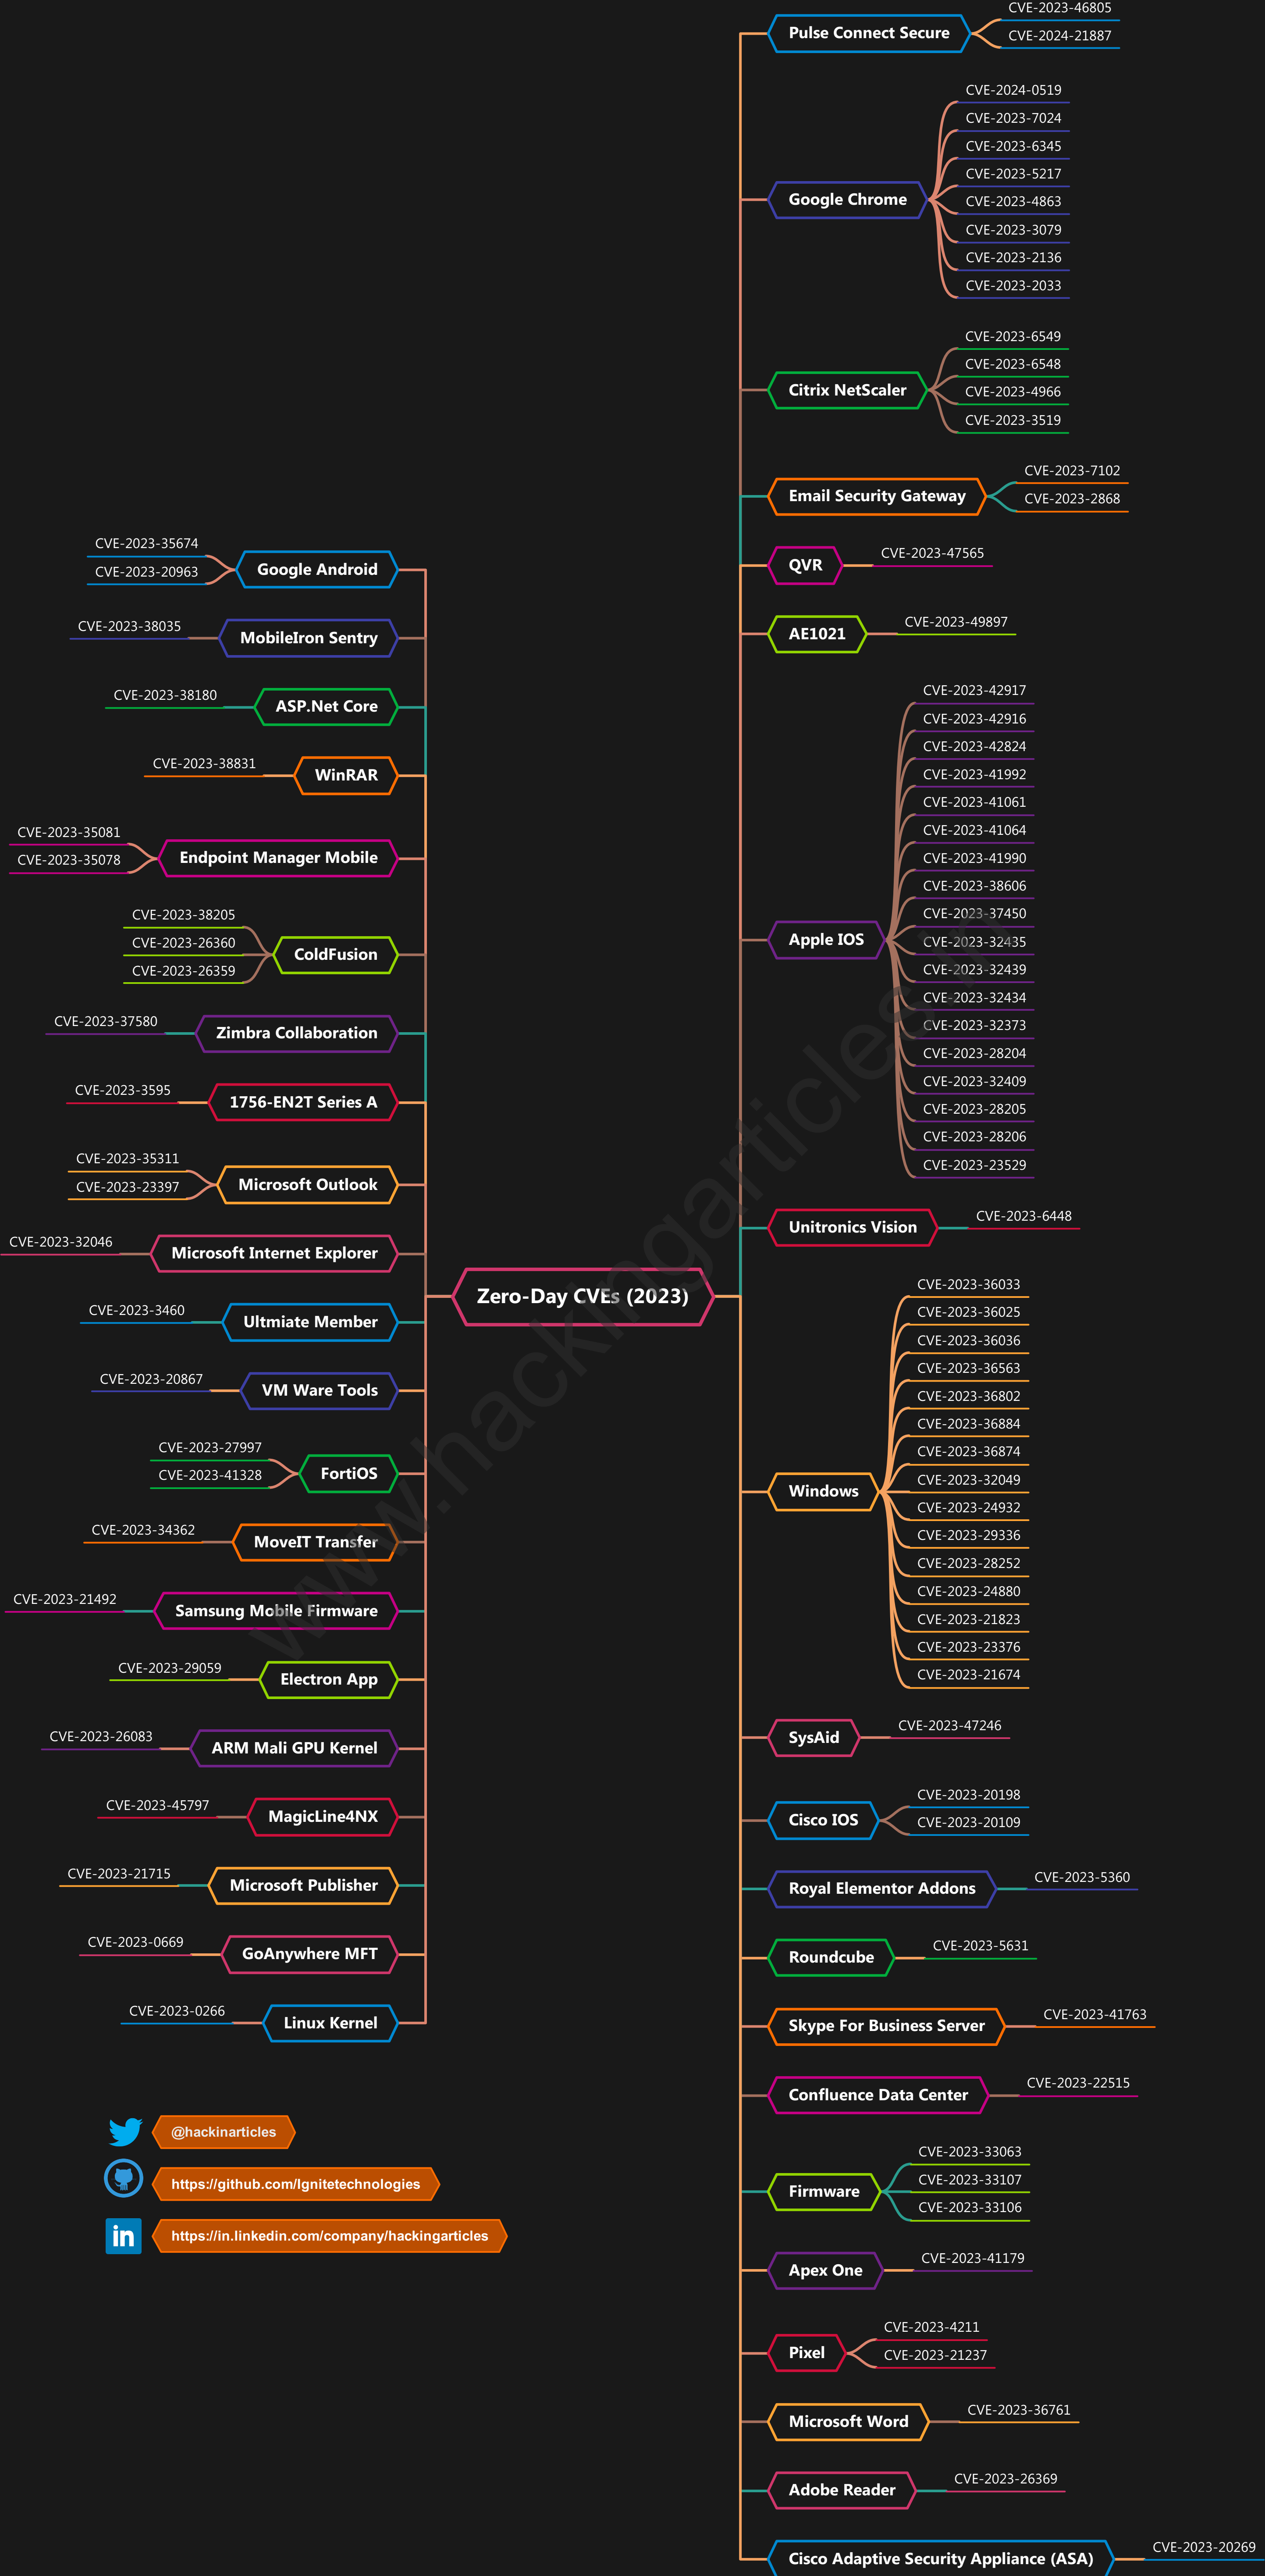 Zero-Day CVEs (2023)
Pulse Connect Secure
CVE-2023-46805
CVE-2024-21887
Google Chrome
CVE-2024-0519
CVE-2023-7024
CVE-2023-6345
CVE-2023-5217
CVE-2023-4863
CVE-2023-3079
CVE-2023-2136
CVE-2023-2033
Citrix NetScaler
CVE-2023-6549
CVE-2023-6548
CVE-2023-4966
CVE-2023-3519
Email Security Gateway
CVE-2023-7102
CVE-2023-2868
QVR
CVE-2023-47565
AE1021
CVE-2023-49897
Apple IOS
CVE-2023-42917
CVE-2023-42916
CVE-2023-42824
CVE-2023-41992
CVE-2023-41061
CVE-2023-41064
CVE-2023-41990
CVE-2023-38606
CVE-2023-37450
CVE-2023-32435
CVE-2023-32439
CVE-2023-32434
CVE-2023-32373
CVE-2023-28204
CVE-2023-32409
CVE-2023-28205
CVE-2023-28206
CVE-2023-23529
Unitronics Vision
CVE-2023-6448
Windows
CVE-2023-36033
CVE-2023-36025
CVE-2023-36036
CVE-2023-36563
CVE-2023-36802
CVE-2023-36884
CVE-2023-36874
CVE-2023-32049
CVE-2023-24932
CVE-2023-29336
CVE-2023-28252
CVE-2023-24880
CVE-2023-21823
CVE-2023-23376
CVE-2023-21674
SysAid
CVE-2023-47246
Cisco IOS
CVE-2023-20198
CVE-2023-20109
Royal Elementor Addons
CVE-2023-5360
Roundcube
CVE-2023-5631
Skype For Business Server
CVE-2023-41763
Confluence Data Center
CVE-2023-22515
Firmware
CVE-2023-33063
CVE-2023-33107
CVE-2023-33106
Apex One
CVE-2023-41179
Pixel
CVE-2023-4211
CVE-2023-21237
Microsoft Word
CVE-2023-36761
Adobe Reader
CVE-2023-26369
Cisco Adaptive Security Appliance (ASA)
CVE-2023-20269
Google Android
CVE-2023-35674
CVE-2023-20963
MobileIron Sentry
CVE-2023-38035
ASP.Net Core
CVE-2023-38180
WinRAR
CVE-2023-38831
Endpoint Manager Mobile
CVE-2023-35081
CVE-2023-35078
ColdFusion
CVE-2023-38205
CVE-2023-26360
CVE-2023-26359
Zimbra Collaboration
CVE-2023-37580
1756-EN2T Series A
CVE-2023-3595
Microsoft Outlook
CVE-2023-35311
CVE-2023-23397
Microsoft Internet Explorer
CVE-2023-32046
Ultmiate Member
CVE-2023-3460
VM Ware Tools
CVE-2023-20867
FortiOS
CVE-2023-27997
CVE-2023-41328
MoveIT Transfer
CVE-2023-34362
Samsung Mobile Firmware
CVE-2023-21492
Electron App
CVE-2023-29059
ARM Mali GPU Kernel
CVE-2023-26083
MagicLine4NX
CVE-2023-45797
Microsoft Publisher
CVE-2023-21715
GoAnywhere MFT
CVE-2023-0669
Linux Kernel
CVE-2023-0266
@hackinarticles
https://github.com/Ignitetechnologies
in
https://in.linkedin.com/company/hackingarticles
www.hackingarticles.in